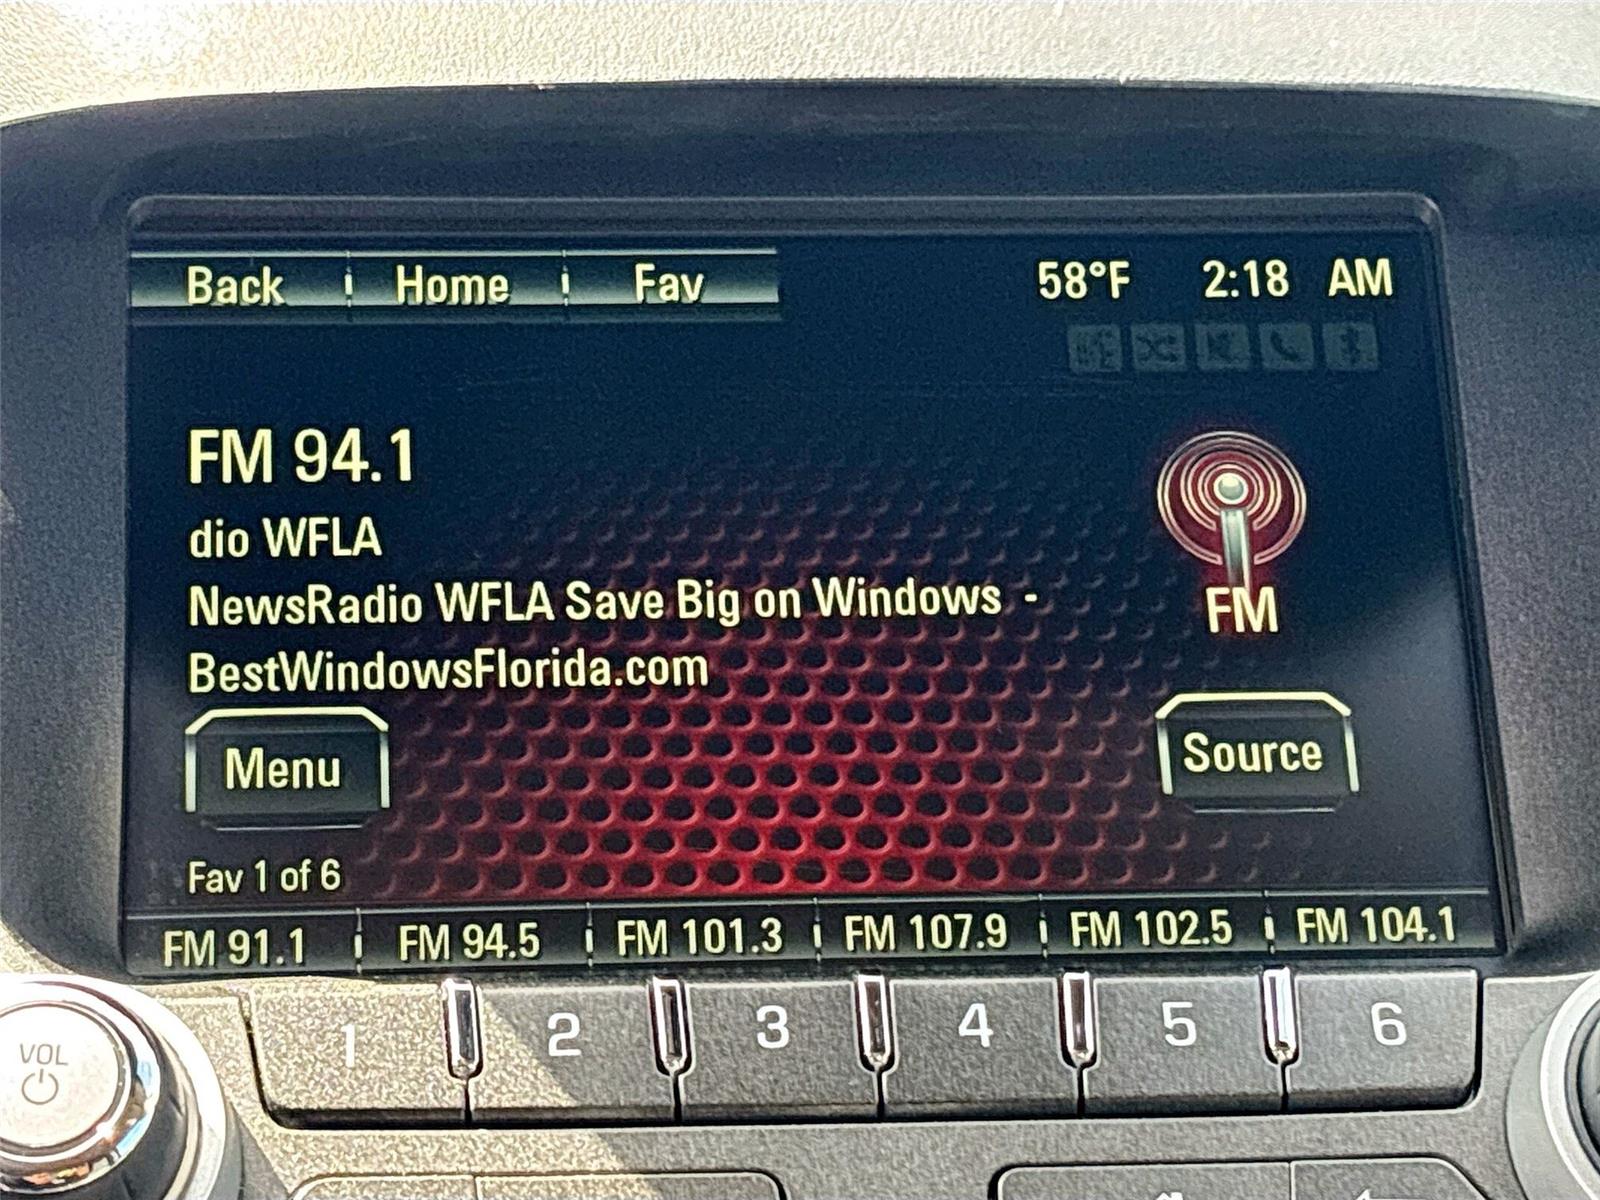 Back Home Fav 58°F 2:18 AM
FM 94.1
dio WFLA
NewsRadio WFLA Save Big on Windows -
BestWindowsFlorida.com
FM
Menu Source
Fav 1 of 6
FM 91.1 FM 94.5 FM 101.3 FM 107.9 FM 102.5 FM 104.1
1 2 3 4 5 6
VOL